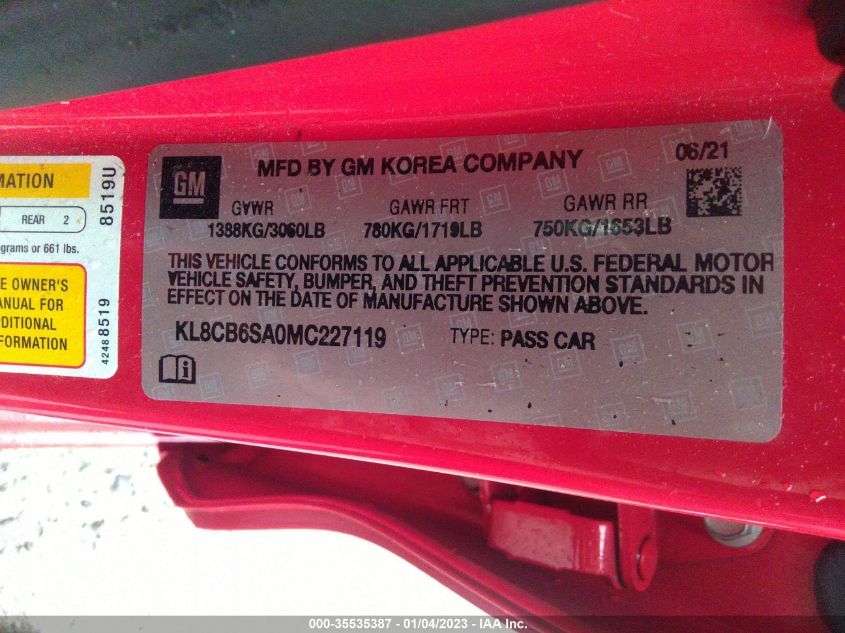 MATION
REAR 2
grams or 661 lbs.
E OWNER'S
ANUAL FOR
DDITIONAL
FORMATION
8519U
4248 8519
GM
MFD BY GM KOREA COMPANY
06/21
GVWR GAWR FRT GAWR RR
1388KG/3060LB 780KG/1719LB 750KG/1653LB
THIS VEHICLE CONFORMS TO ALL APPLICABLE U.S. FEDERAL MOTOR
VEHICLE SAFETY, BUMPER, AND THEFT PREVENTION STANDARDS IN
EFFECT ON THE DATE OF MANUFACTURE SHOWN ABOVE.
KL8CB6SA0MC227119 TYPE: PASS CAR
000-35535387 - 01/04/2023 - IAA Inc.